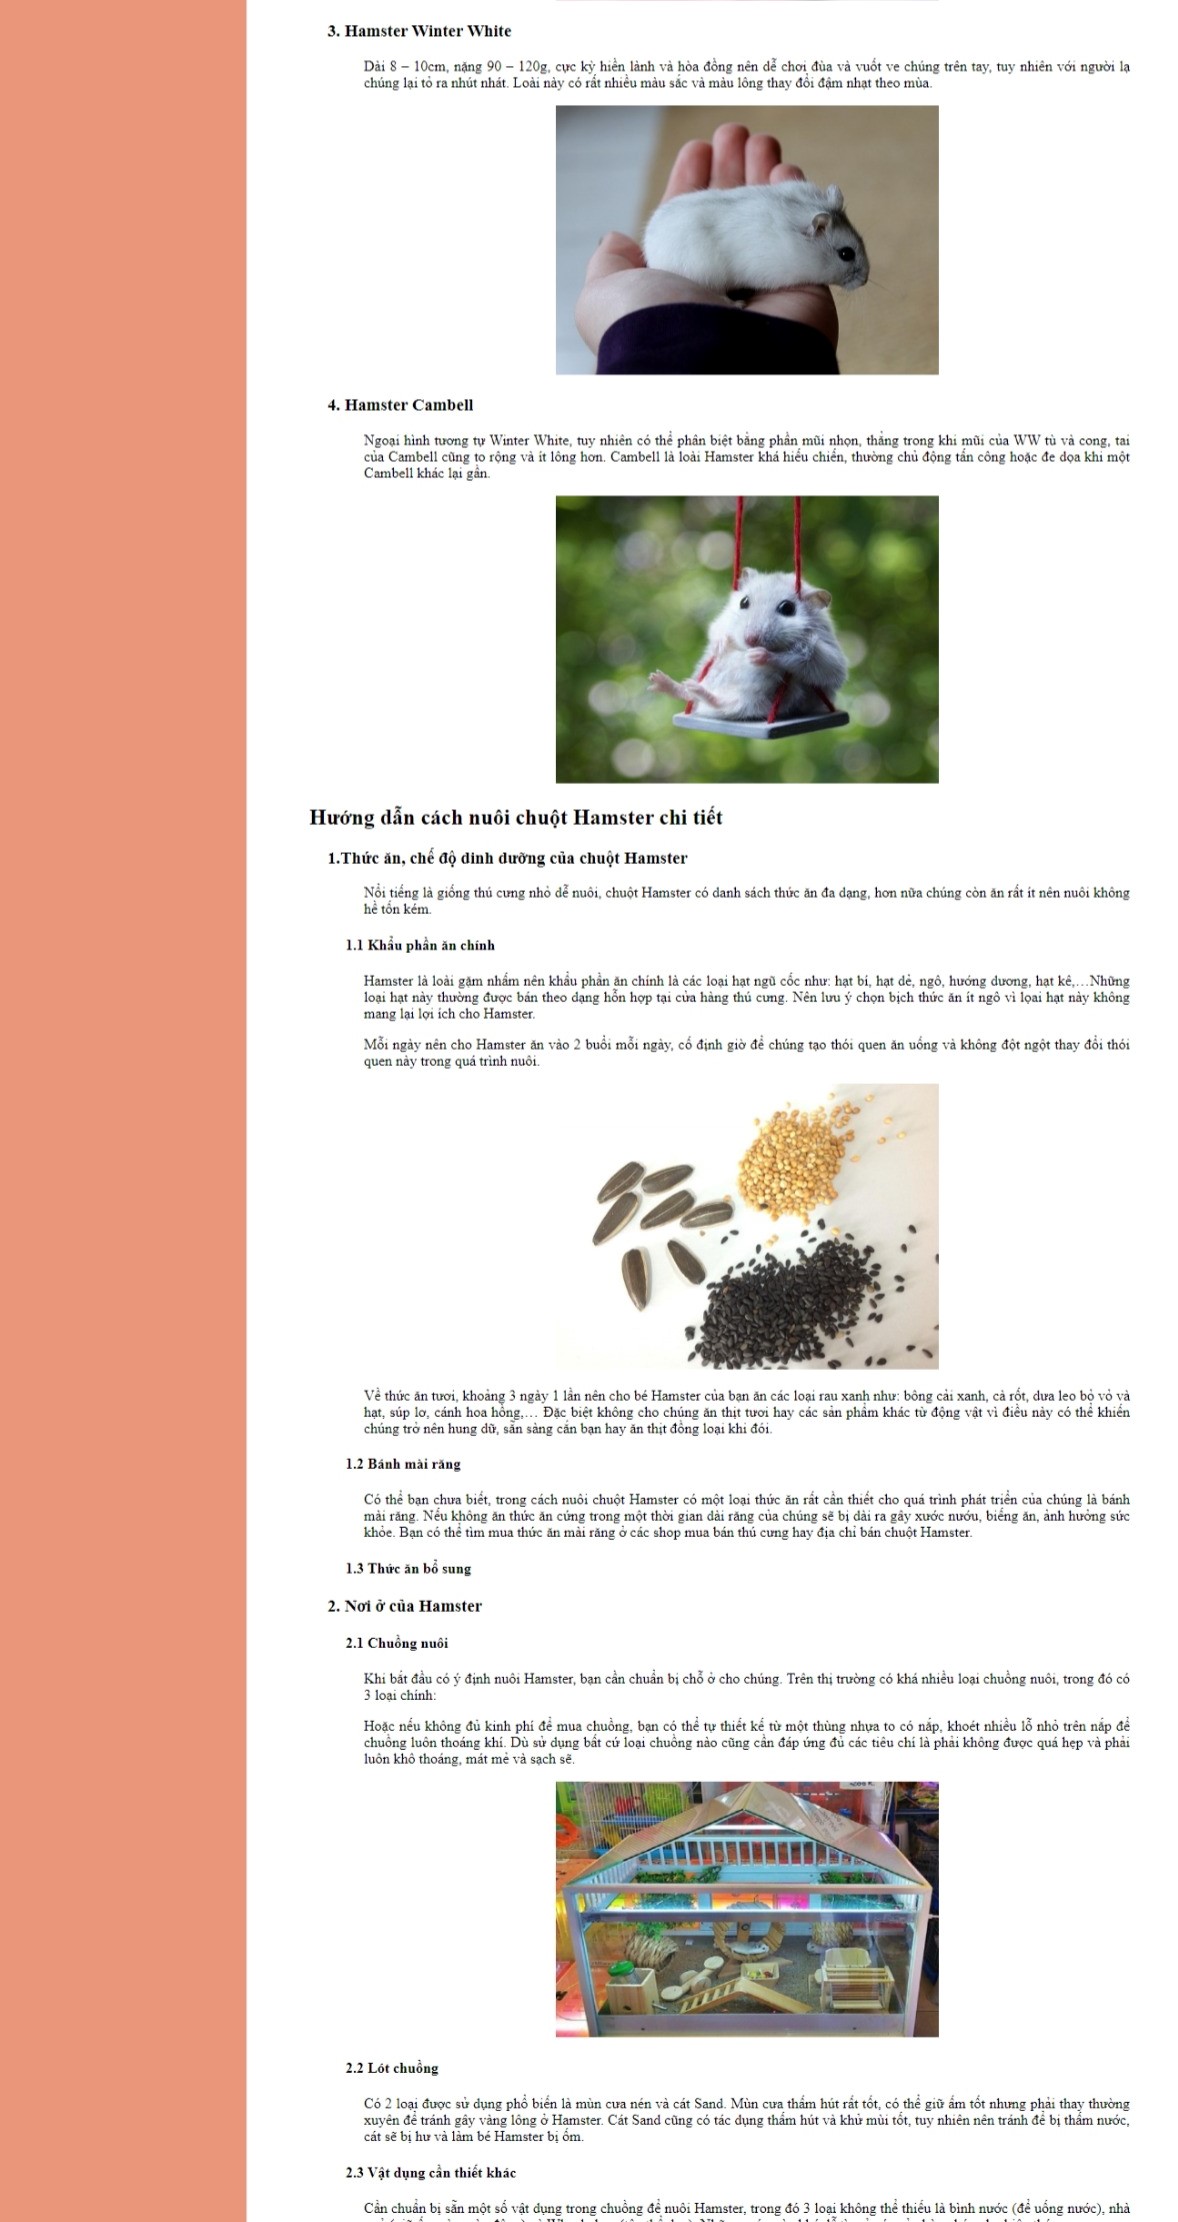 3. Hamster Winter White
Dài 8 – 10cm, nặng 90 – 120g, cực kỳ hiền lành và hòa đồng nên dễ chơi đùa và vuốt ve chúng trên tay, tuy nhiên với người lạ
chúng lại tỏ ra nhút nhát. Loài này có rất nhiều màu sắc và màu lông thay đổi đậm nhạt theo mùa.
4. Hamster Cambell
Ngoại hình tương tự Winter White, tuy nhiên có thể phân biệt bằng phần mũi nhọn, thẳng trong khi mũi của WW tù và cong, tai
của Cambell cũng to rộng và ít lông hơn. Cambell là loài Hamster khá hiếu chiến, thường chủ động tấn công hoặc đe dọa khi một
Cambell khác lại gần.
Hướng dẫn cách nuôi chuột Hamster chi tiết
1.Thức ăn, chế độ dinh dưỡng của chuột Hamster
Nổi tiếng là giống thú cưng nhỏ dễ nuôi, chuột Hamster có danh sách thức ăn đa dạng, hơn nữa chúng còn ăn rất ít nên nuôi không
hề tốn kém.
1.1 Khẩu phần ăn chính
Hamster là loài gặm nhấm nên khẩu phần ăn chính là các loại hạt ngũ cốc như: hạt bí, hạt dẻ, ngô, hướng dương, hạt kê,…Những
loại hạt này thường được bán theo dạng hỗn hợp tại cửa hàng thú cưng. Nên lưu ý chọn bịch thức ăn ít ngô vì lọai hạt này không
mang lại lợi ích cho Hamster.
Mỗi ngày nên cho Hamster ăn vào 2 buổi mỗi ngày, cố định giờ để chúng tạo thói quen ăn uống và không đột ngột thay đổi thói
quen này trong quá trình nuôi.
Về thức ăn tươi, khoảng 3 ngày 1 lần nên cho bé Hamster của bạn ăn các loại rau xanh như: bông cải xanh, cà rốt, dưa leo bỏ vỏ và
hạt, súp lơ, cánh hoa hồng,… Đặc biệt không cho chúng ăn thịt tươi hay các sản phẩm khác từ động vật vì điều này có thể khiến
chúng trở nên hung dữ, sẵn sàng cắn bạn hay ăn thịt đồng loại khi đói.
1.2 Bánh mài răng
Có thể bạn chưa biết, trong cách nuôi chuột Hamster có một loại thức ăn rất cần thiết cho quá trình phát triển của chúng là bánh
mài răng. Nếu không ăn thức ăn cứng trong một thời gian dài răng của chúng sẽ bị dài ra gây xước nướu, biếng ăn, ảnh hưởng sức
khỏe. Bạn có thể tìm mua thức ăn mài răng ở các shop mua bán thú cưng hay địa chỉ bán chuột Hamster.
1.3 Thức ăn bổ sung
2. Nơi ở của Hamster
2.1 Chuồng nuôi
Khi bắt đầu có ý định nuôi Hamster, bạn cần chuẩn bị chỗ ở cho chúng. Trên thị trường có khá nhiều loại chuồng nuôi, trong đó có
3 loại chính:
Hoặc nếu không đủ kinh phí để mua chuồng, bạn có thể tự thiết kế từ một thùng nhựa to có nắp, khoét nhiều lỗ nhỏ trên nắp để
chuồng luôn thoáng khí. Dù sử dụng bất cứ loại chuồng nào cũng cần đáp ứng đủ các tiêu chí là phải không được quá hẹp và phải
luôn khô thoáng, mát mẻ và sạch sẽ.
2.2 Lót chuồng
Có 2 loại được sử dụng phổ biến là mùn cưa nén và cát Sand. Mùn cưa thấm hút rất tốt, có thể giữ ấm tốt nhưng phải thay thường
xuyên để tránh gây vàng lông ở Hamster. Cát Sand cũng có tác dụng thấm hút và khử mùi tốt, tuy nhiên nên tránh để bị thấm nước,
cát sẽ bị hư và làm bé Hamster bị ốm.
2.3 Vật dụng cần thiết khác
Cần chuẩn bị sẵn một số vật dụng trong chuồng để nuôi Hamster, trong đó 3 loại không thể thiếu là bình nước (để uống nước), nhà